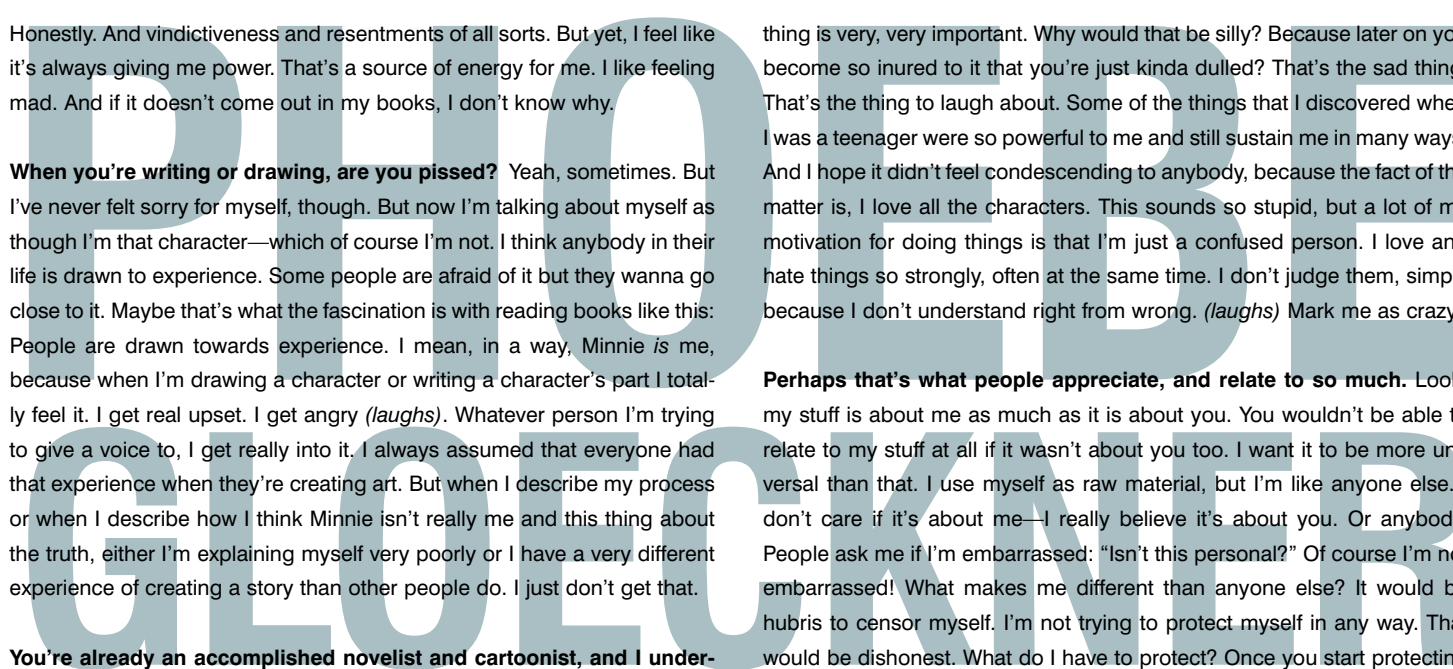 PHOEBE
GLOECKNER
Honestly. And vindictiveness and resentments of all sorts. But yet, I feel like
it's always giving me power. That's a source of energy for me. I like feeling
mad. And if it doesn't come out in my books, I don't know why.
When you're writing or drawing, are you pissed? Yeah, sometimes. But
I've never felt sorry for myself, though. But now I'm talking about myself as
though I'm that character—which of course I'm not. I think anybody in their
life is drawn to experience. Some people are afraid of it but they wanna go
close to it. Maybe that's what the fascination is with reading books like this:
People are drawn towards experience. I mean, in a way, Minnie is me,
because when I'm drawing a character or writing a character's part I total-
ly feel it. I get real upset. I get angry (laughs). Whatever person I'm trying
to give a voice to, I get really into it. I always assumed that everyone had
that experience when they're creating art. But when I describe my process
or when I describe how I think Minnie isn't really me and this thing about
the truth, either I'm explaining myself very poorly or I have a very different
experience of creating a story than other people do. I just don't get that.
You're already an accomplished novelist and cartoonist, and I under-
thing is very, very important. Why would that be silly? Because later on yo
become so inured to it that you're just kinda dulled? That's the sad thing
That's the thing to laugh about. Some of the things that I discovered whe
I was a teenager were so powerful to me and still sustain me in many ways
And I hope it didn't feel condescending to anybody, because the fact of th
matter is, I love all the characters. This sounds so stupid, but a lot of m
motivation for doing things is that I'm just a confused person. I love an
hate things so strongly, often at the same time. I don't judge them, simp
because I don't understand right from wrong. (laughs) Mark me as crazy
Perhaps that's what people appreciate, and relate to so much. Look
my stuff is about me as much as it is about you. You wouldn't be able t
relate to my stuff at all if it wasn't about you too. I want it to be more un
versal than that. I use myself as raw material, but I'm like anyone else.
don't care if it's about me—I really believe it's about you. Or anybod
People ask me if I'm embarrassed: "Isn't this personal?" Of course I'm no
embarrassed! What makes me different than anyone else? It would b
hubris to censor myself. I'm not trying to protect myself in any way. Tha
would be dishonest. What do I have to protect? Once you start protectin